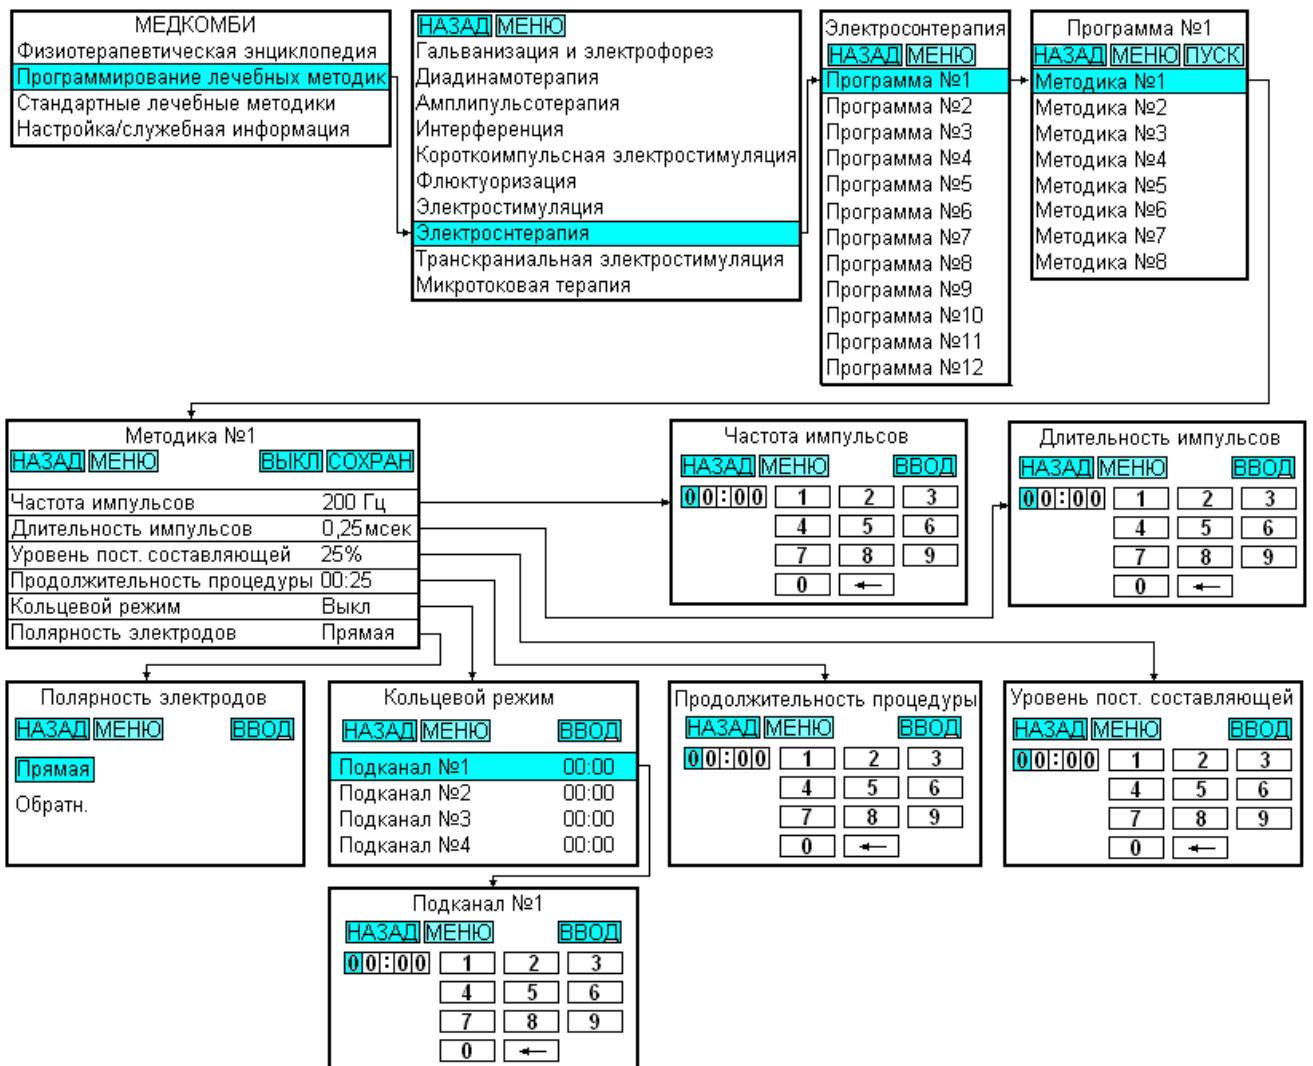 МЕДКОМБИ
Физиотерапевтическая энциклопедия
Программирование лечебных методик
Стандартные лечебные методики
Настройка/служебная информация
НАЗАД МЕНЮ
Гальванизация и электрофорез
Диадинамотерапия
Амплипульсотерапия
Интерференция
Короткоимпульсная электростимуляция
Флюктуоризация
Электростимуляция
Электроснтерапия
Транскраниальная электростимуляция
Микротоковая терапия
Электросонтерапия
НАЗАД МЕНЮ
Программа №1
Программа №2
Программа №3
Программа №4
Программа №5
Программа №6
Программа №7
Программа №8
Программа №9
Программа №10
Программа №11
Программа №12
Программа №1
НАЗАД МЕНЮ ПУСК
Методика №1
Методика №2
Методика №3
Методика №4
Методика №5
Методика №6
Методика №7
Методика №8
Методика №1
НАЗАД МЕНЮ ВЫКЛ СОХРАН
Частота импульсов 200 Гц
Длительность импульсов 0,25мсек
Уровень пост. составляющей 25%
Продолжительность процедуры 00:25
Кольцевой режим Выкл
Полярность электродов Прямая
Частота импульсов
НАЗАД МЕНЮ ВВОД
00:00 1 2 3
4 5 6
7 8 9
0 ←
Длительность импульсов
НАЗАД МЕНЮ ВВОД
00:00 1 2 3
4 5 6
7 8 9
0 ←
Полярность электродов
НАЗАД МЕНЮ ВВОД
Прямая
Обратн.
Кольцевой режим
НАЗАД МЕНЮ ВВОД
Подканал №1 00:00
Подканал №2 00:00
Подканал №3 00:00
Подканал №4 00:00
Продолжительность процедуры
НАЗАД МЕНЮ ВВОД
00:00 1 2 3
4 5 6
7 8 9
0 ←
Уровень пост. составляющей
НАЗАД МЕНЮ ВВОД
00:00 1 2 3
4 5 6
7 8 9
0 ←
Подканал №1
НАЗАД МЕНЮ ВВОД
00:00 1 2 3
4 5 6
7 8 9
0 ←